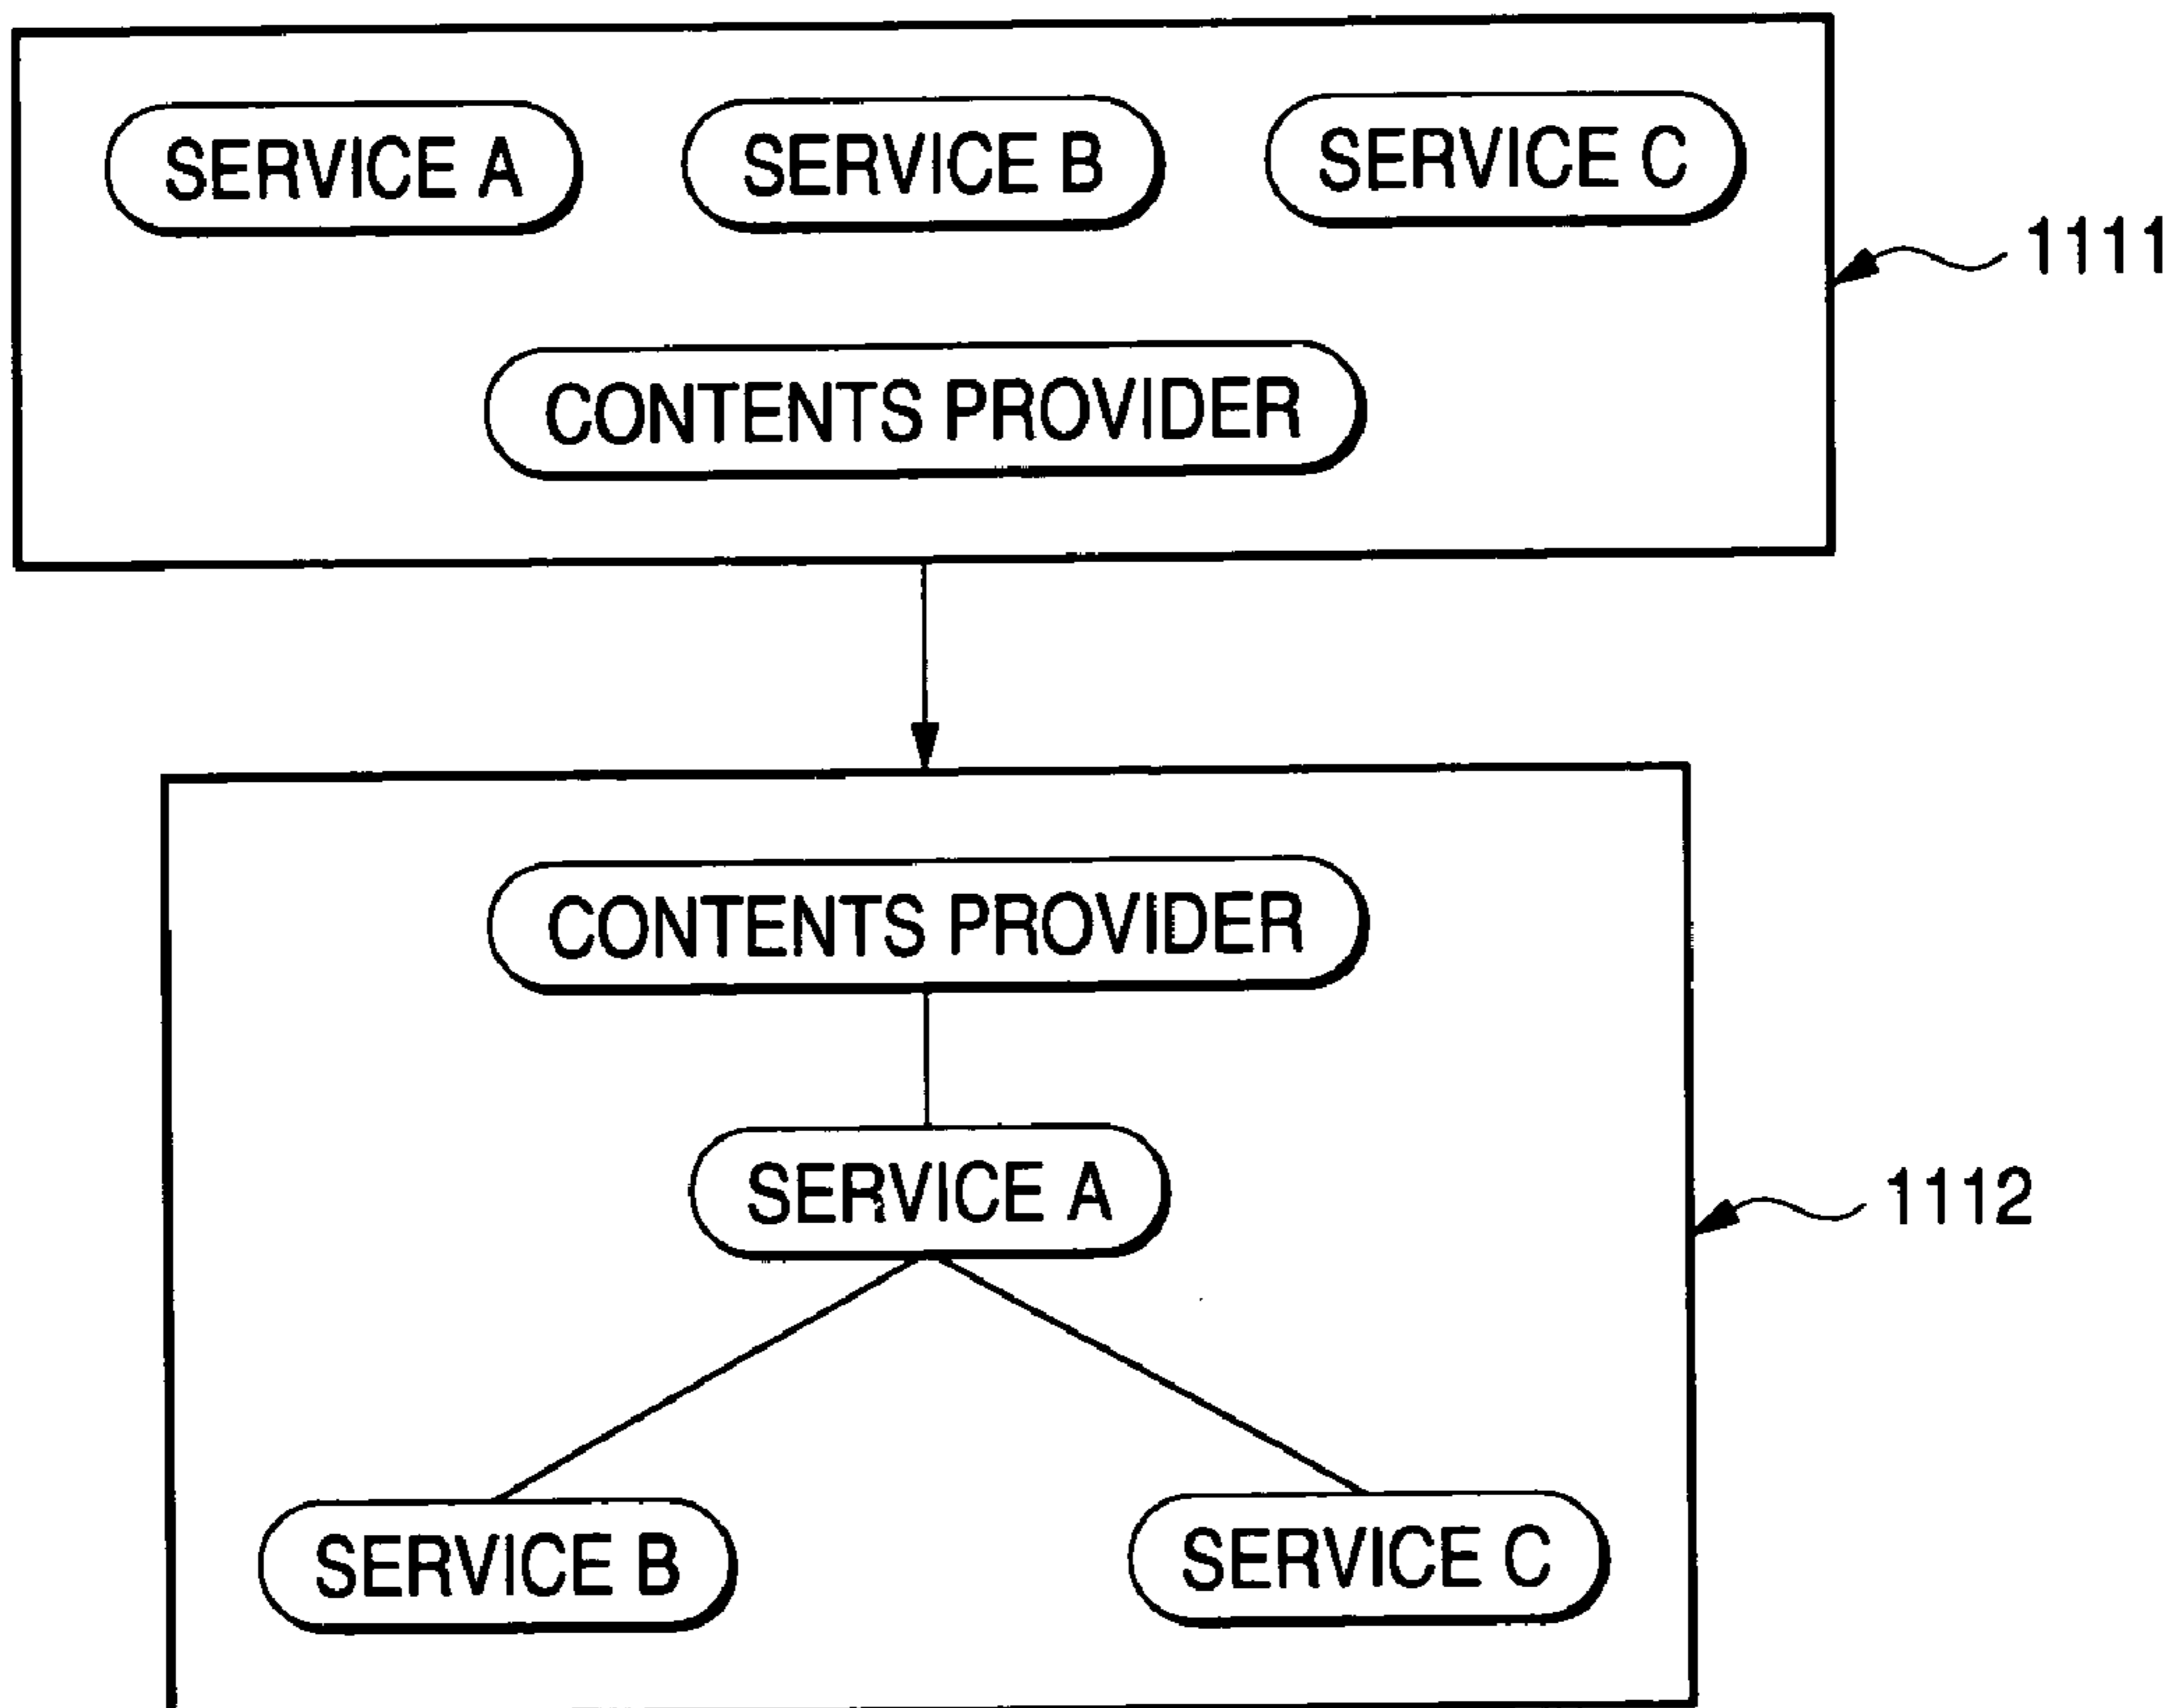 SERVICE A SERVICE B SERVICE C
1111
CONTENTS PROVIDER
CONTENTS PROVIDER
SERVICE A
1112
SERVICE B SERVICE C